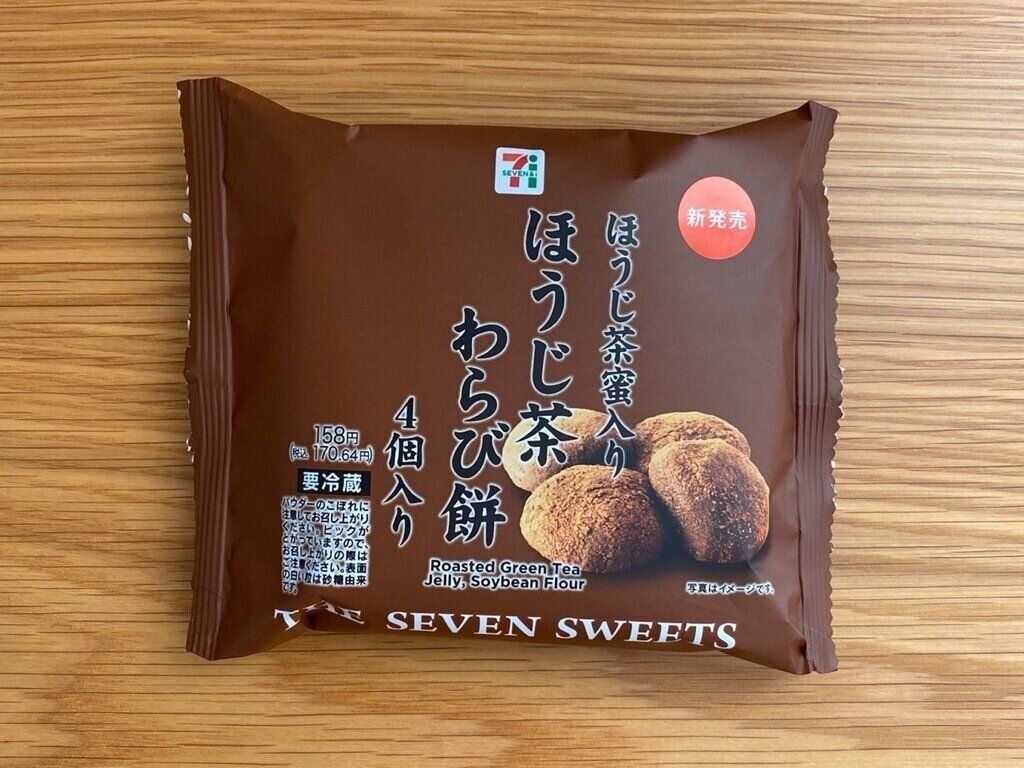 7i
SEVEN&i
新発売
ほうじ茶蜜入り
ほうじ茶
わらび餅
4個入り
158円
(税込 170.64円)
要冷蔵
パウダーのこぼれに
注意してお召し上がり
ください。ピックが
とがっていますので、
お召し上がりの際は
ご注意ください。表面
の白い粒は砂糖由来
です。
Roasted Green Tea
Jelly, Soybean Flour
写真はイメージです。
THE SEVEN SWEETS